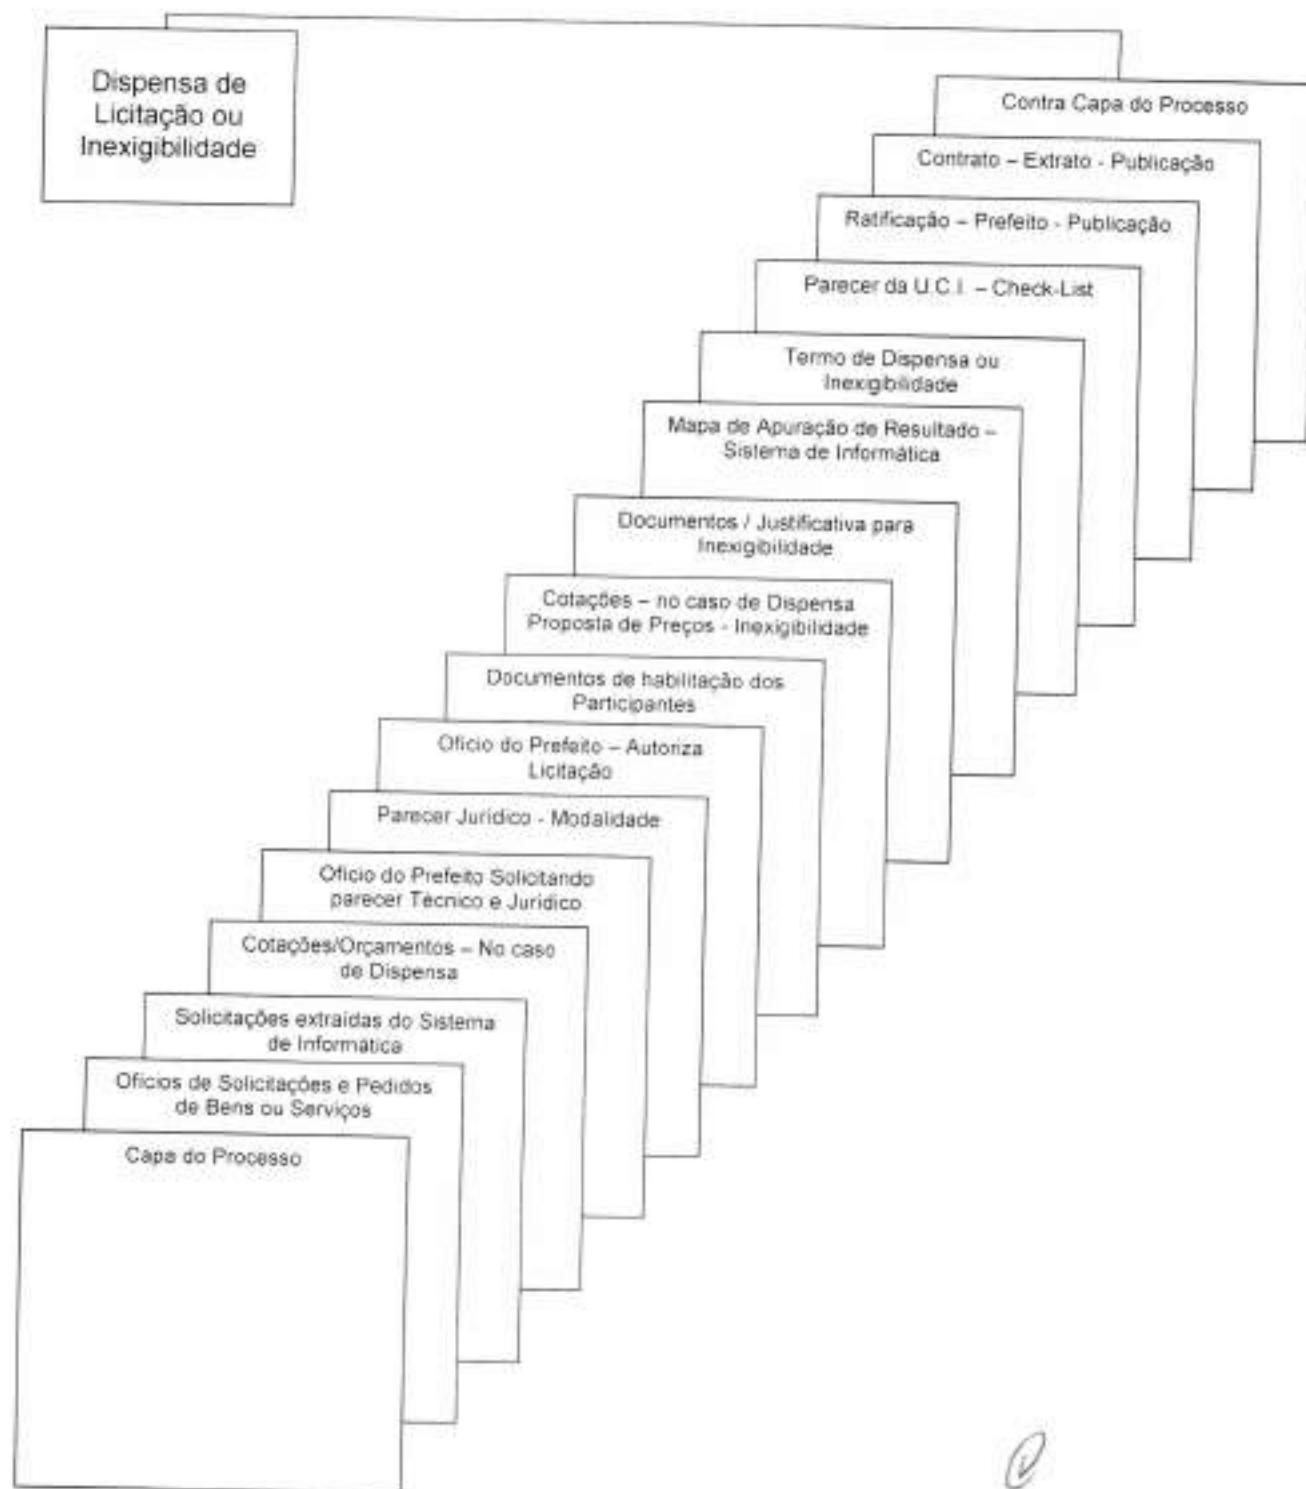 Dispensa de
Licitação ou
Inexigibilidade
Contra Capa do Processo
Contrato – Extrato - Publicação
Ratificação – Prefeito - Publicação
Parecer da U.C.I. – Check-List
Termo de Dispensa ou
Inexigibilidade
Mapa de Apuração de Resultado –
Sistema de Informática
Documentos / Justificativa para
Inexigibilidade
Cotações – no caso de Dispensa
Proposta de Preços - Inexigibilidade
Documentos de habilitação dos
Participantes
Ofício do Prefeito – Autoriza
Licitação
Parecer Jurídico - Modalidade
Ofício do Prefeito Solicitando
parecer Técnico e Jurídico
Cotações/Orçamentos – No caso
de Dispensa
Solicitações extraídas do Sistema
de Informática
Ofícios de Solicitações e Pedidos
de Bens ou Serviços
Capa do Processo